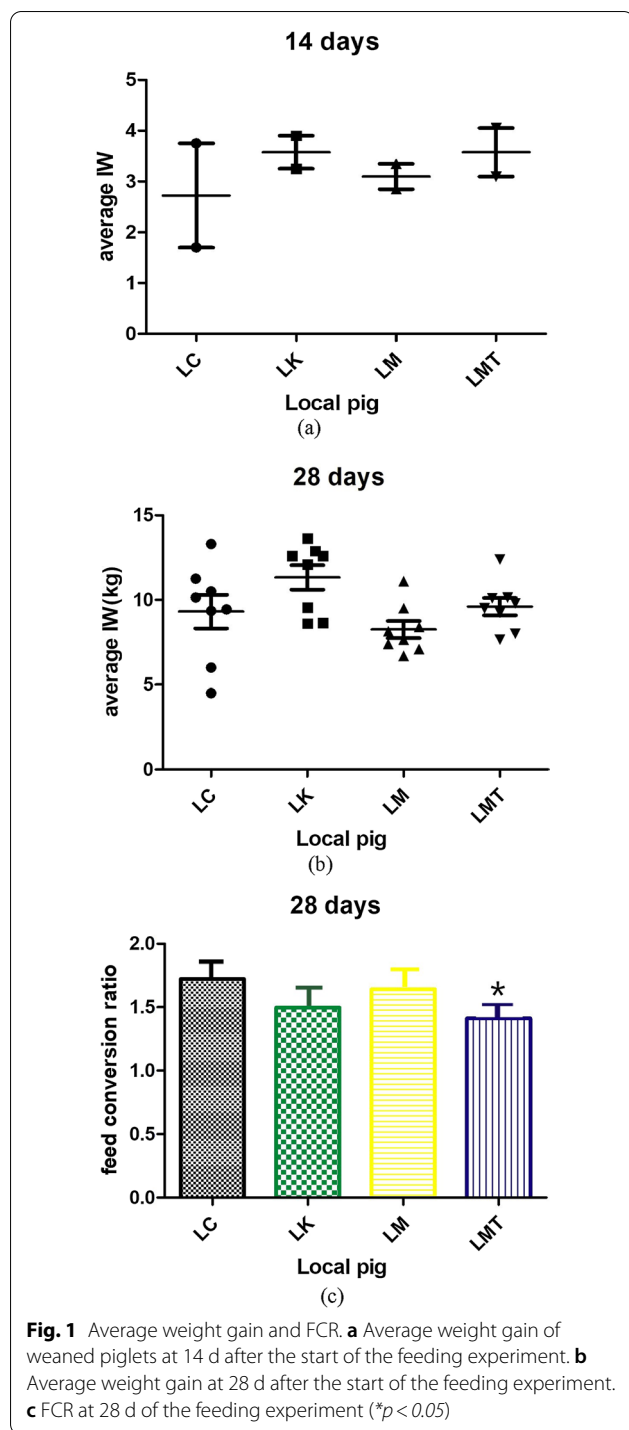 14 days
5
4
3
2
1
0
average IW
LC
LK
LM
LMT
Local pig
(a)
28 days
15
10
5
0
average IW(kg)
LC
LK
LM
LMT
Local pig
(b)
28 days
2.0
1.5
1.0
0.5
0.0
feed conversion ratio
*
LC
LK
LM
LMT
Local pig
(c)
Fig. 1 Average weight gain and FCR. a Average weight gain of
weaned piglets at 14 d after the start of the feeding experiment. b
Average weight gain at 28 d after the start of the feeding experiment.
c FCR at 28 d of the feeding experiment (*p < 0.05)